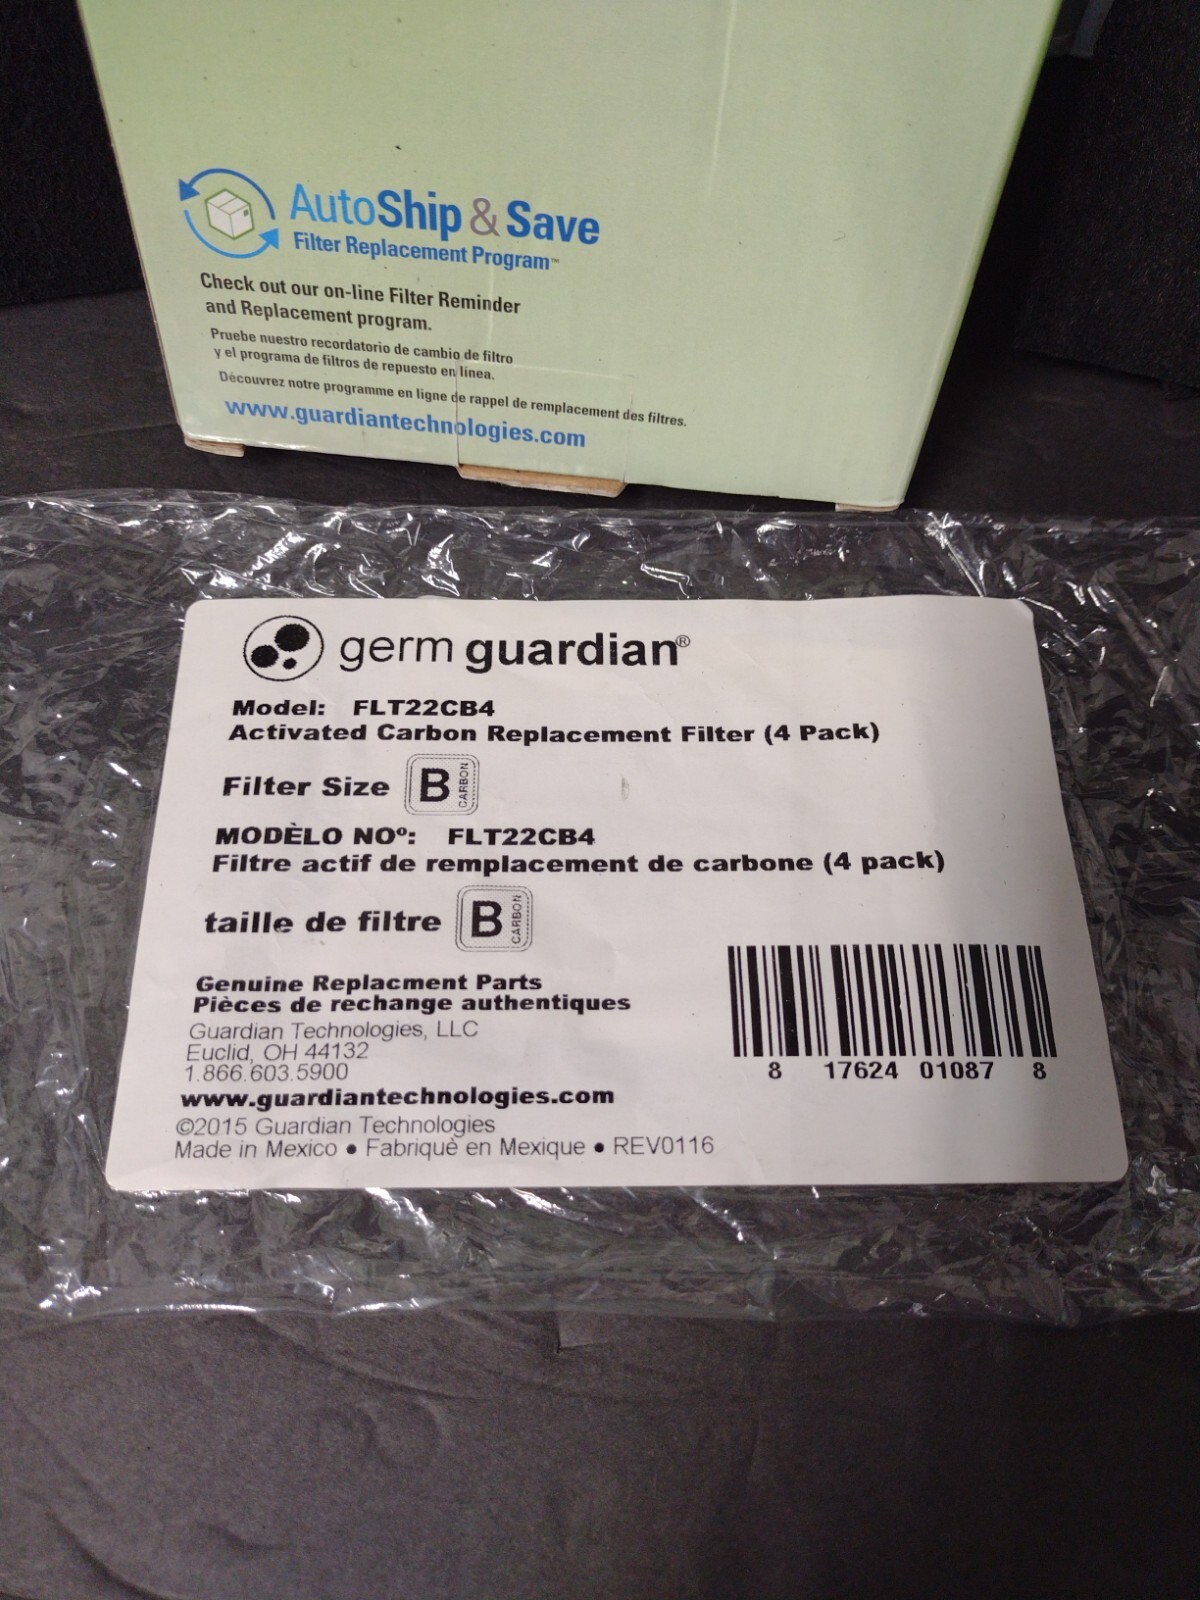 AutoShip & Save
Filter Replacement Program™
Check out our on-line Filter Reminder
and Replacement program.
Pruebe nuestro recordatorio de cambio de filtro
y el programa de filtros de repuesto en línea.
Découvrez notre programme en ligne de rappel de remplacement des filtres.
www.guardiantechnologies.com
germ guardian®
Model: FLT22CB4
Activated Carbon Replacement Filter (4 Pack)
Filter Size B CARBON
MODÈLO NOº: FLT22CB4
Filtre actif de remplacement de carbone (4 pack)
taille de filtre B CARBON
Genuine Replacment Parts
Pièces de rechange authentiques
Guardian Technologies, LLC
Euclid, OH 44132
1.866.603.5900
www.guardiantechnologies.com
©2015 Guardian Technologies
Made in Mexico • Fabriquè en Mexique • REV0116
8 17624 01087 8